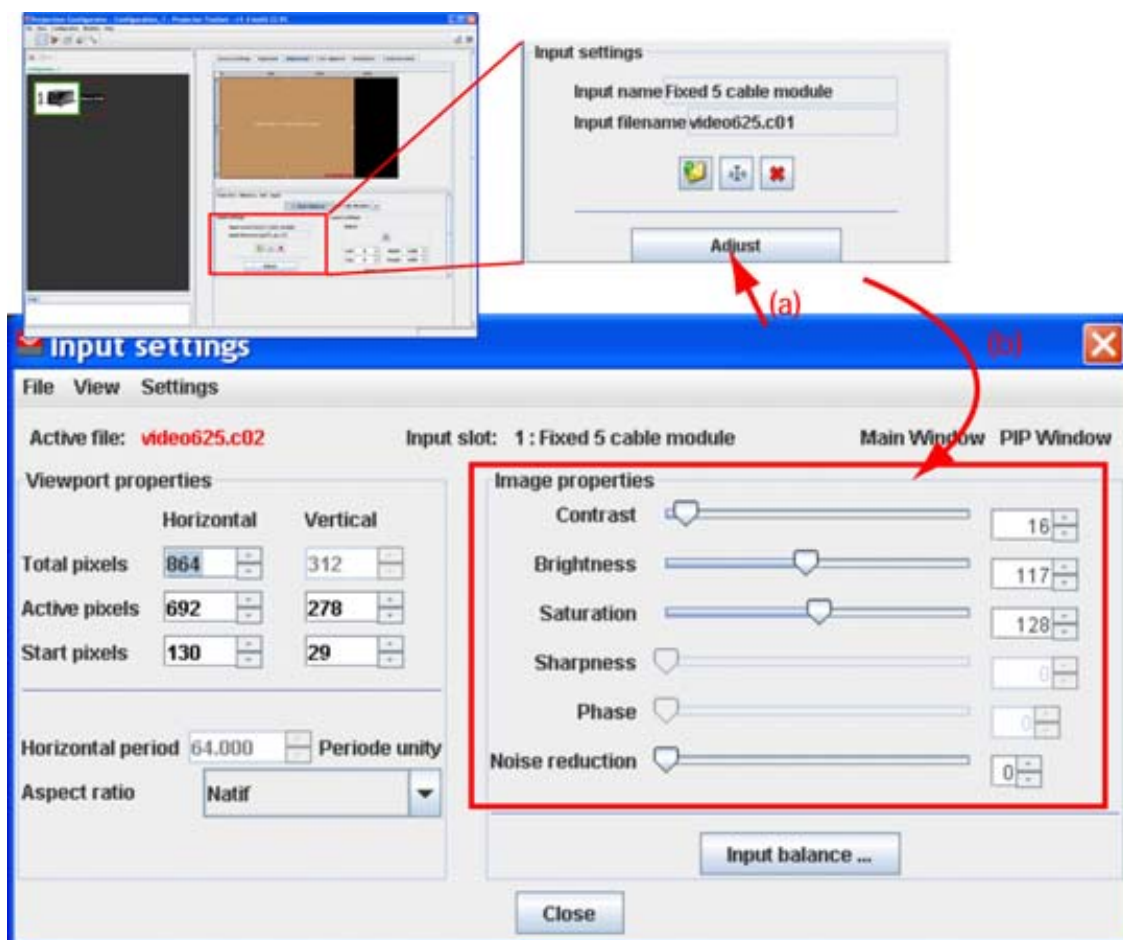 Input settings
Input name Fixed 5 cable module
Input filename video625.c01
Adjust
(a)
(b)
Input settings
File View Settings
Active file: video625.c02 Input slot: 1 : Fixed 5 cable module Main Window PIP Window
Viewport properties
Horizontal Vertical
Total pixels 864 312
Active pixels 692 278
Start pixels 130 29
Horizontal period 64.000 Periode unity
Aspect ratio Natif
Image properties
Contrast 16
Brightness 117
Saturation 128
Sharpness 0
Phase 0
Noise reduction 0
Input balance ...
Close